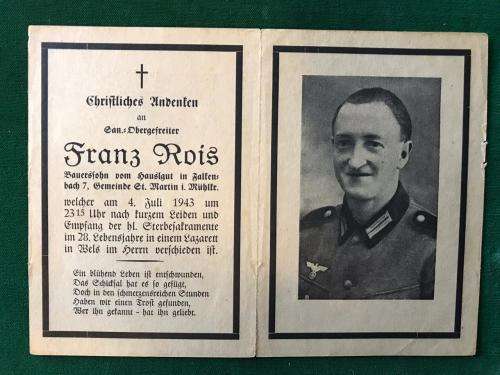 Christliches Andenken
an
San.-Obergefreiter
Franz Rois
Bauerssohn vom Hauslgut in Falken-
bach 7, Gemeinde St. Martin i. Mühlkr.
welcher am 4. Juli 1943 um
23 15 Uhr nach kurzem Leiden und
Empfang der hl. Sterbesakramente
im 28. Lebensjahre in einem Lazarett
in Wels im Herrn verschieden ist.
Ein blühend Leben ist entschwunden,
Das Schicksal hat es so gefügt,
Doch in den schmerzensreichen Stunden
Haben wir einen Trost gefunden,
Wer ihn gekannt - hat ihn geliebt.